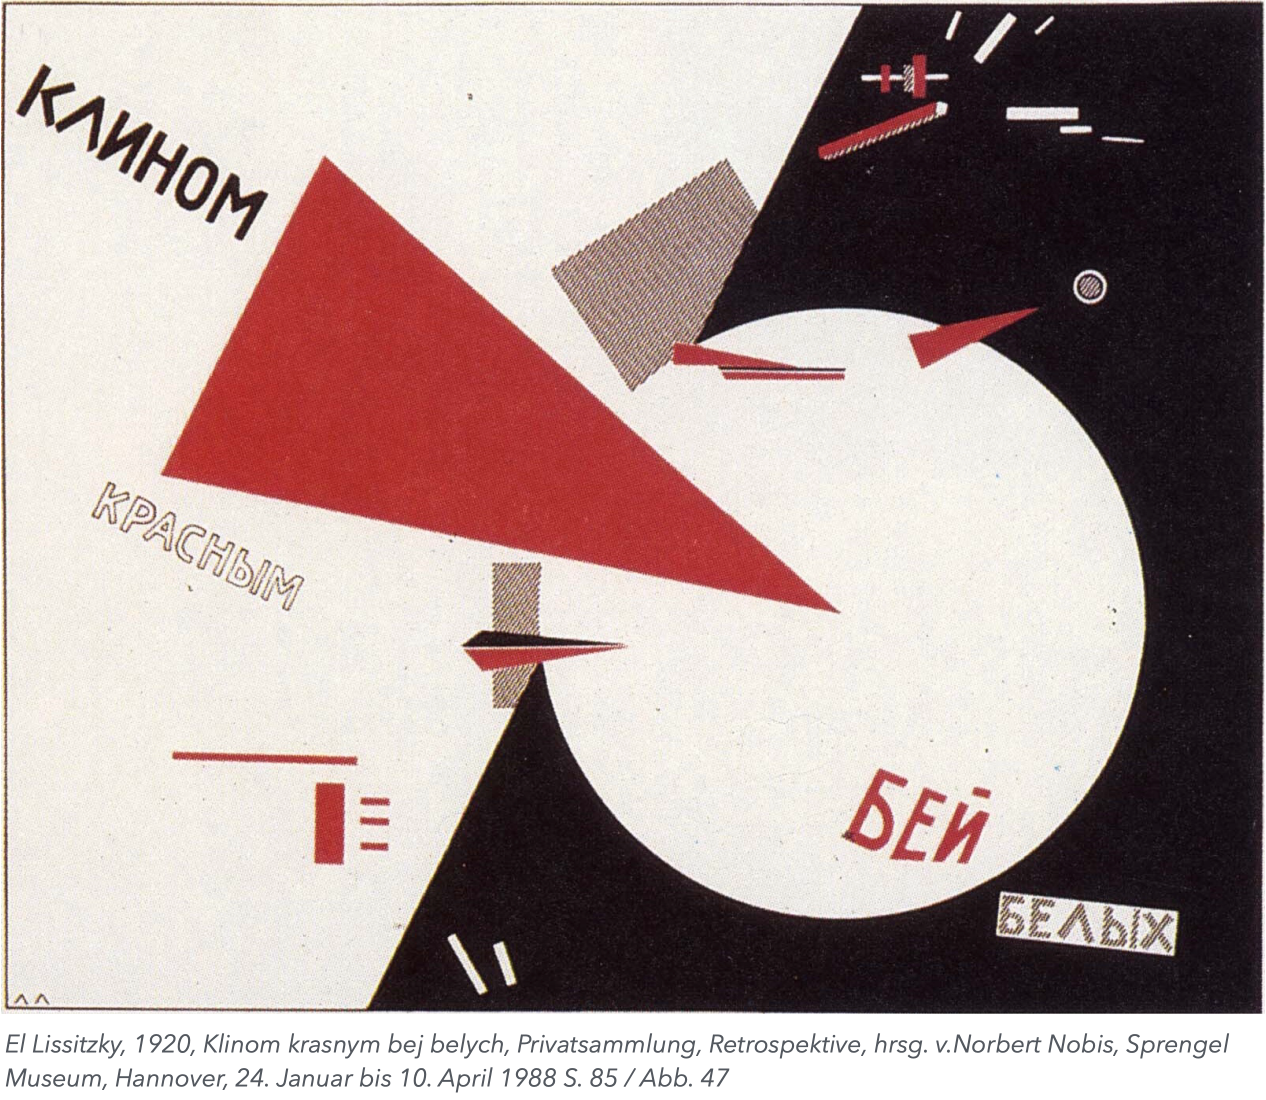 КЛИНОМ
КРАСНЫМ
БЕЙ
БЕЛЫХ
El Lissitzky, 1920, Klinom krasnym bej belych, Privatsammlung, Retrospektive, hrsg. v.Norbert Nobis, Sprengel
Museum, Hannover, 24. Januar bis 10. April 1988 S. 85 / Abb. 47